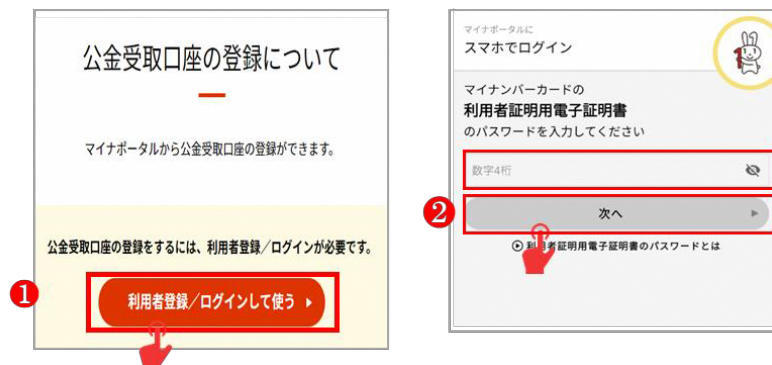 公金受取口座の登録について
マイナポータルから公金受取口座の登録ができます。
公金受取口座の登録をするには、利用者登録/ログインが必要です。
❶
利用者登録/ログインして使う
マイナポータルに
スマホでログイン
マイナンバーカードの
利用者証明用電子証明書
のパスワードを入力してください
数字4桁
❷
次へ
利用者証明用電子証明書のパスワードとは